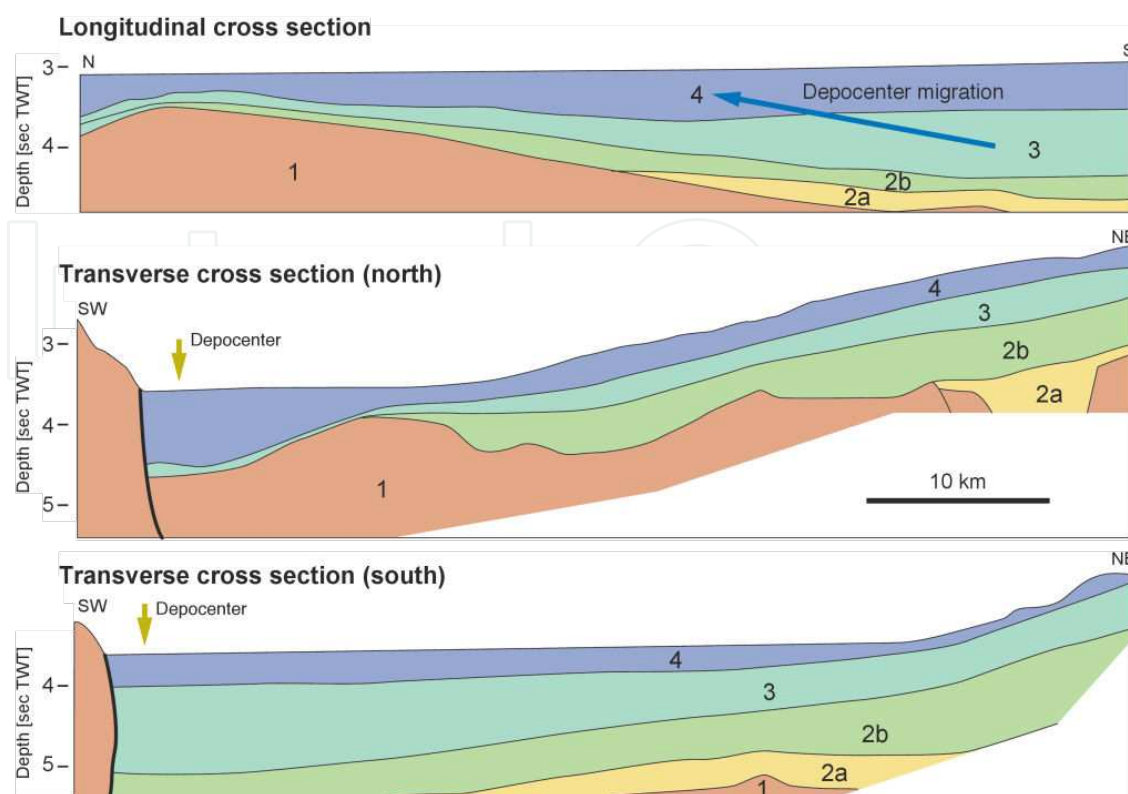 Longitudinal cross section
N
S
3
4
Depth [sec TWT]
4
Depocenter migration
3
1
2b
2a
Transverse cross section (north)
NE
SW
Depocenter
3
4
5
Depth [sec TWT]
4
3
2b
2a
1
10 km
Transverse cross section (south)
NE
SW
Depocenter
4
5
Depth [sec TWT]
4
3
2b
2a
1